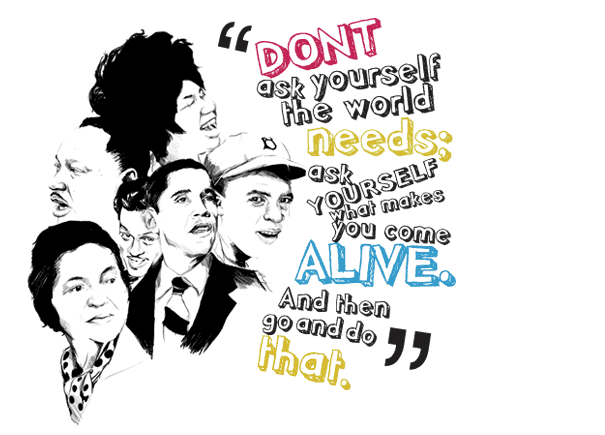 “ DONT
ask yourself
the world
needs;
ask
YOURSELF
what makes
you come
ALIVE.
And then
go and do
that. ”